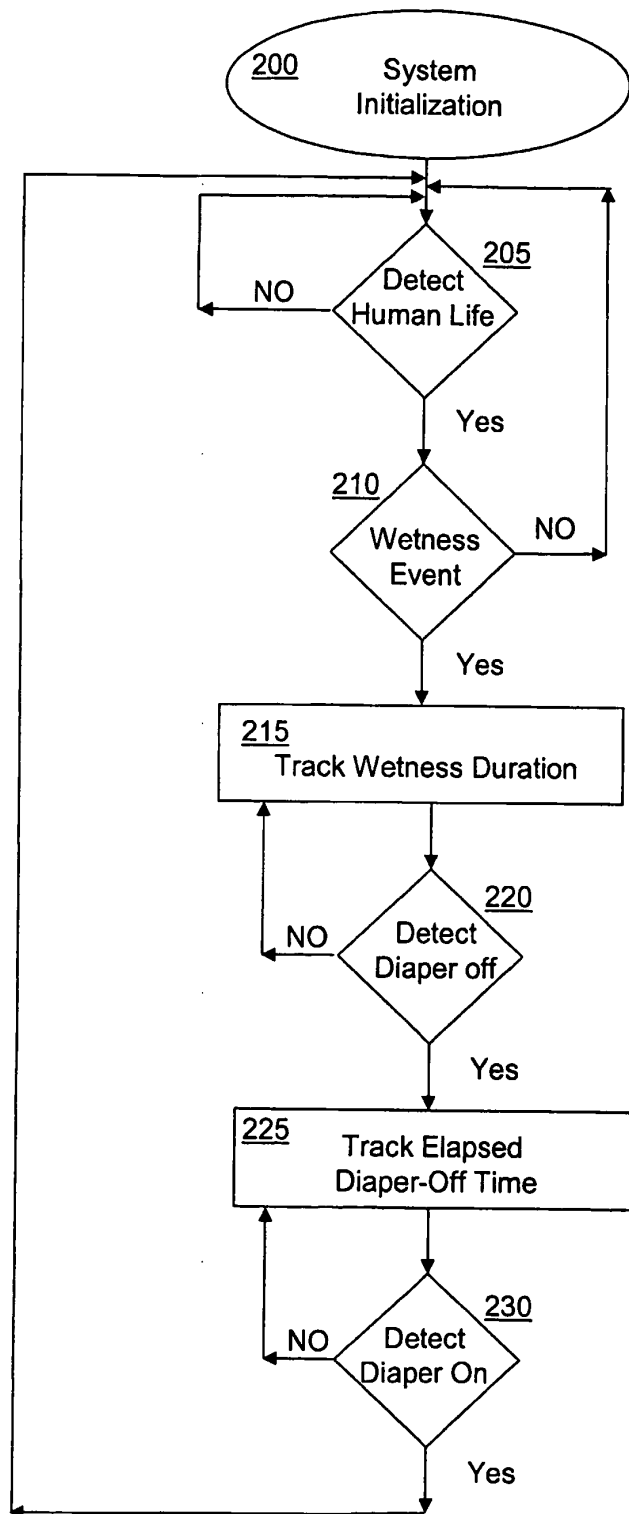 200
System
Initialization
205
Detect
Human Life
NO
Yes
210
Wetness
Event
NO
Yes
215
Track Wetness Duration
220
Detect
Diaper off
NO
Yes
225
Track Elapsed
Diaper-Off Time
230
Detect
Diaper On
NO
Yes